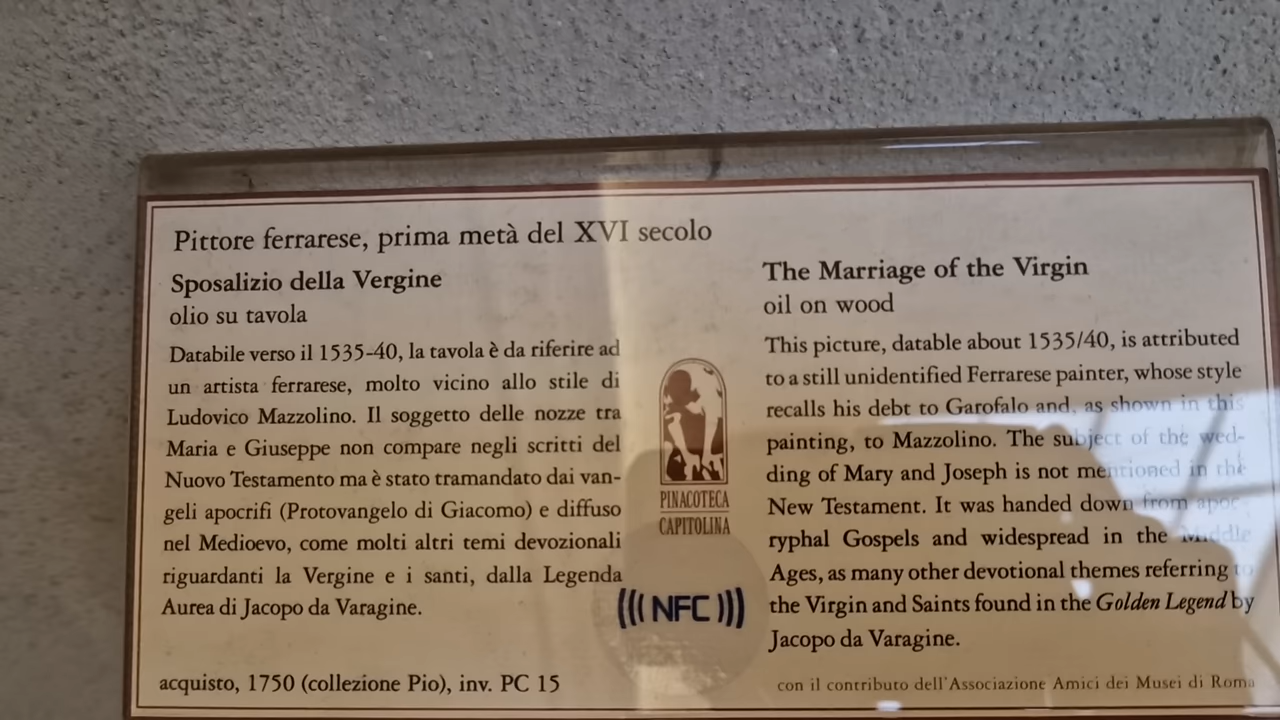 Pittore ferrarese, prima metà del XVI secolo
Sposalizio della Vergine
olio su tavola
Databile verso il 1535-40, la tavola è da riferire ad
un artista ferrarese, molto vicino allo stile di
Ludovico Mazzolino. Il soggetto delle nozze tra
Maria e Giuseppe non compare negli scritti del
Nuovo Testamento ma è stato tramandato dai van-
geli apocrifi (Protovangelo di Giacomo) e diffuso
nel Medioevo, come molti altri temi devozionali
riguardanti la Vergine e i santi, dalla Legenda
Aurea di Jacopo da Varagine.
acquisto, 1750 (collezione Pio), inv. PC 15
PINACOTECA
CAPITOLINA
((( NFC )))
The Marriage of the Virgin
oil on wood
This picture, datable about 1535/40, is attributed
to a still unidentified Ferrarese painter, whose style
recalls his debt to Garofalo and, as shown in this
painting, to Mazzolino. The subject of the wed-
ding of Mary and Joseph is not mentioned in the
New Testament. It was handed down from apoc-
ryphal Gospels and widespread in the Middle
Ages, as many other devotional themes referring to
the Virgin and Saints found in the Golden Legend by
Jacopo da Varagine.
con il contributo dell'Associazione Amici dei Musei di Roma